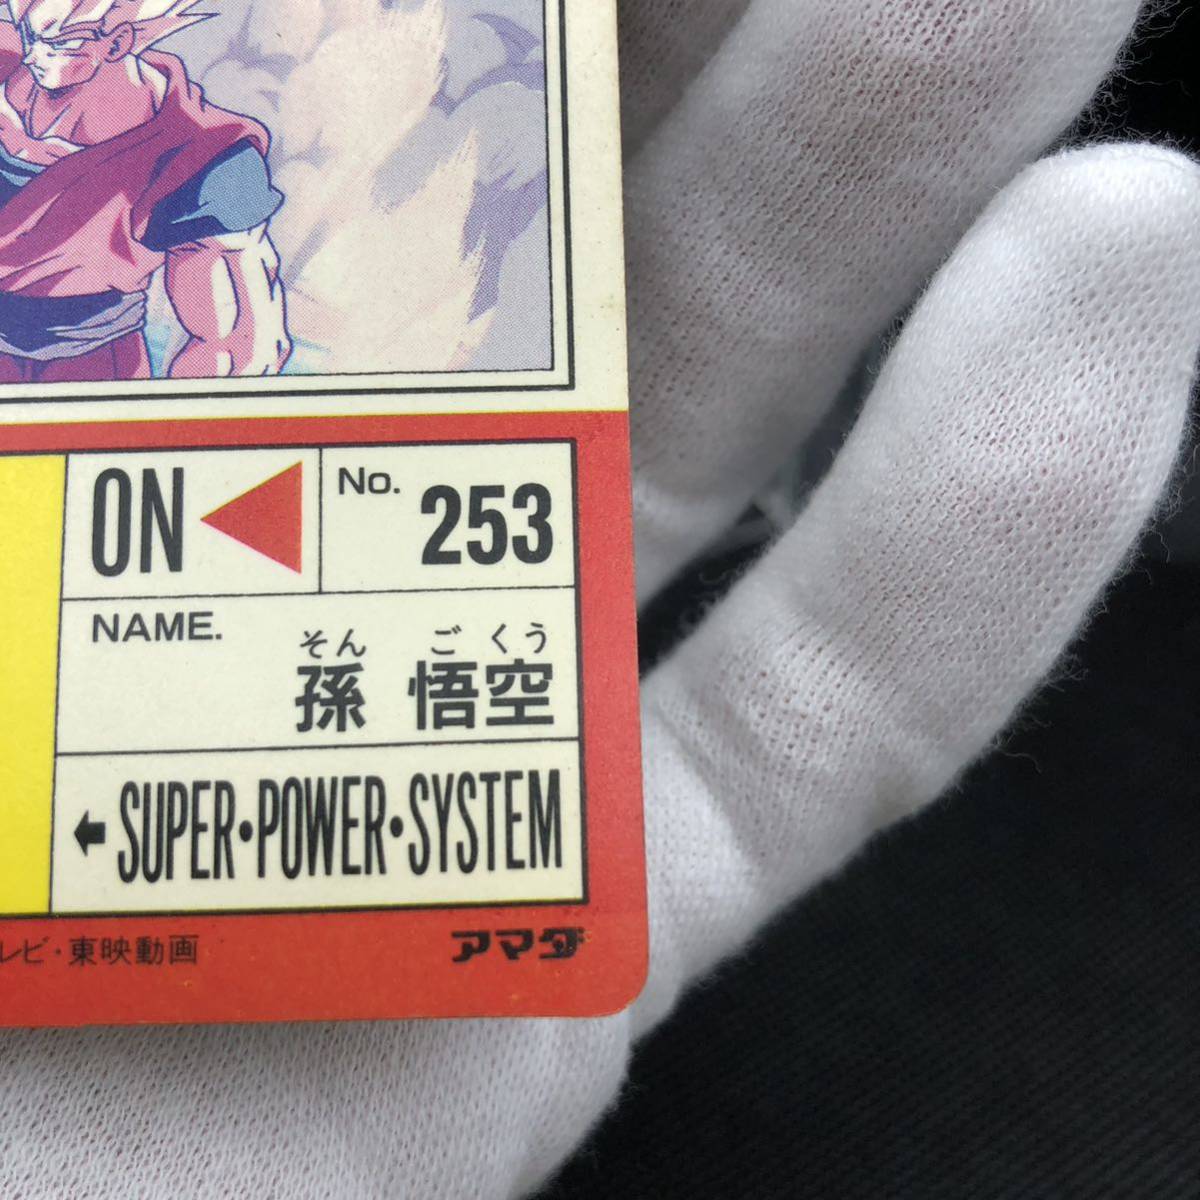 ON
No. 253
NAME.
そん ごくう
孫 悟空
SUPER・POWER・SYSTEM
レビ・東映動画
アマダ